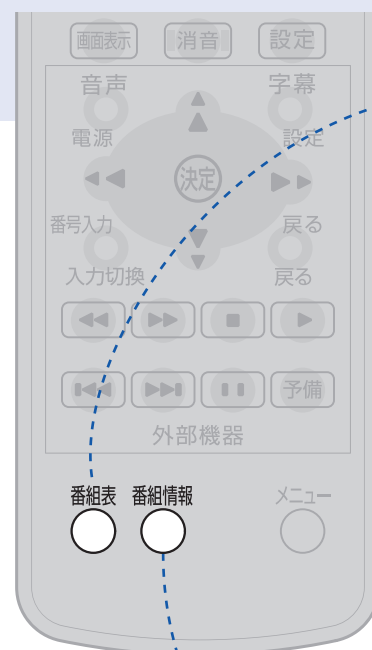 画面表示 消音 設定
音声 字幕
電源 設定
決定
番号入力 戻る
入力切換 戻る
予備
外部機器
番組表 番組情報 メニュー